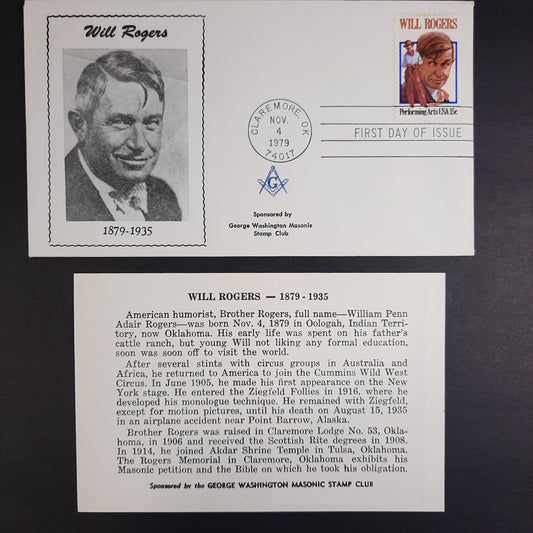 Will Rogers
1879-1935
CLAREMORE, OK
NOV.
4
1979
74017
WILL ROGERS
Performing Arts USA 15c
FIRST DAY OF ISSUE
G
Sponsored by
George Washington Masonic
Stamp Club
WILL ROGERS — 1879 - 1935
American humorist, Brother Rogers, full name—William Penn
Adair Rogers—was born Nov. 4, 1879 in Oologah, Indian Terri-
tory, now Oklahoma. His early life was spent on his father's
cattle ranch, but young Will not liking any formal education,
soon was soon off to visit the world.
After several stints with circus groups in Australia and
Africa, he returned to America to join the Cummins Wild West
Circus. In June 1905, he made his first appearance on the New
York stage. He entered the Ziegfeld Follies in 1916, where he
developed his monologue technique. He remained with Ziegfeld,
except for motion pictures, until his death on August 15, 1935
in an airplane accident near Point Barrow, Alaska.
Brother Rogers was raised in Claremore Lodge No. 53, Okla-
homa, in 1906 and received the Scottish Rite degrees in 1908.
In 1914, he joined Akdar Shrine Temple in Tulsa, Oklahoma.
The Rogers Memorial in Claremore, Oklahoma exhibits his
Masonic petition and the Bible on which he took his obligation.
Sponsored by the GEORGE WASHINGTON MASONIC STAMP CLUB